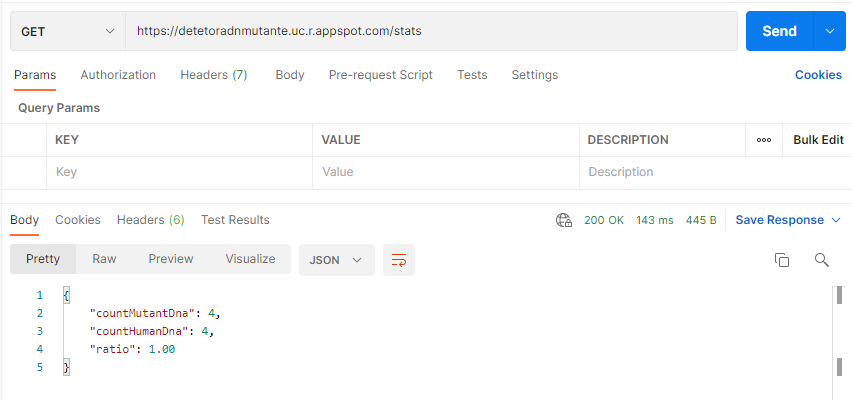 GET https://detetoradnmutante.uc.r.appspot.com/stats Send
Params Authorization Headers (7) Body Pre-request Script Tests Settings Cookies
Query Params
KEY VALUE DESCRIPTION Bulk Edit
Key Value Description
Body Cookies Headers (6) Test Results 200 OK 143 ms 445 B Save Response
Pretty Raw Preview Visualize JSON
1 {
2 "countMutantDna": 4,
3 "countHumanDna": 4,
4 "ratio": 1.00
5 }